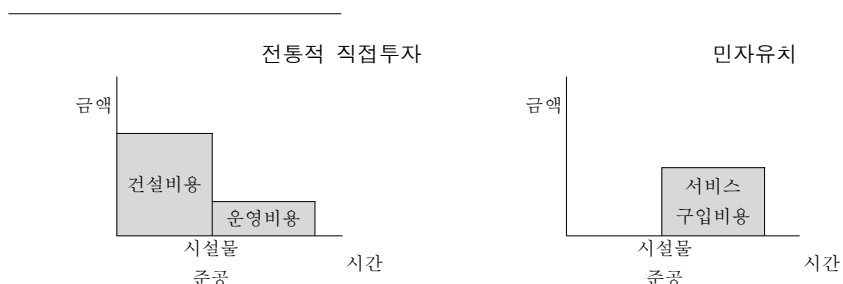 전통적 직접투자
금액
건설비용
운영비용
시설물
준공
시간
민자유치
금액
서비스
구입비용
시설물
준공
시간